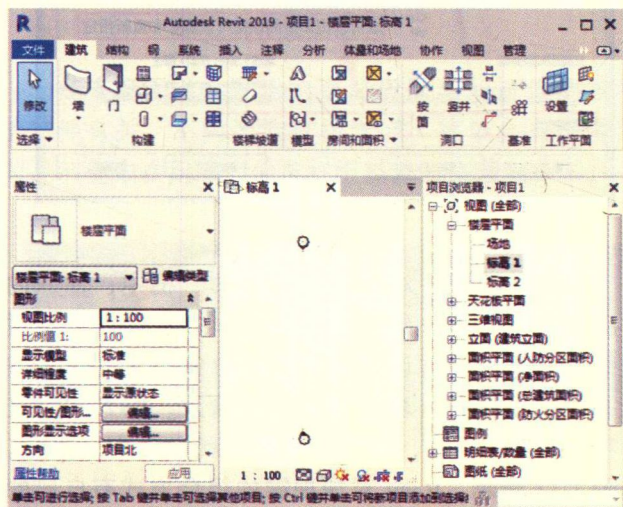 R Autodesk Revit 2019 - 项目1 - 楼层平面: 标高 1
文件 建筑 结构 钢 系统 插入 注释 分析 体量和场地 协作 视图 管理
修改 墙 门 按面 竖井 设置
选择 构建 楼梯坡道 模型 房间和面积 洞口 基准 工作平面
属性
楼层平面
楼层平面: 标高 1 编辑类型
图形
视图比例 1 : 100
比例值 1: 100
显示模型 标准
详细程度 中等
零件可见性 显示原状态
可见性/图形... 编辑...
图形显示选项 编辑...
方向 项目北
属性帮助 应用
标高 1
1 : 100
项目浏览器 - 项目1
视图 (全部)
楼层平面
场地
标高 1
标高 2
天花板平面
三维视图
立面 (建筑立面)
面积平面 (人防分区面积)
面积平面 (净面积)
面积平面 (总建筑面积)
面积平面 (防火分区面积)
图例
明细表/数量 (全部)
图纸 (全部)
单击可进行选择; 按 Tab 键并单击可选择其他项目; 按 Ctrl 键并单击可将新项目添加到选择!